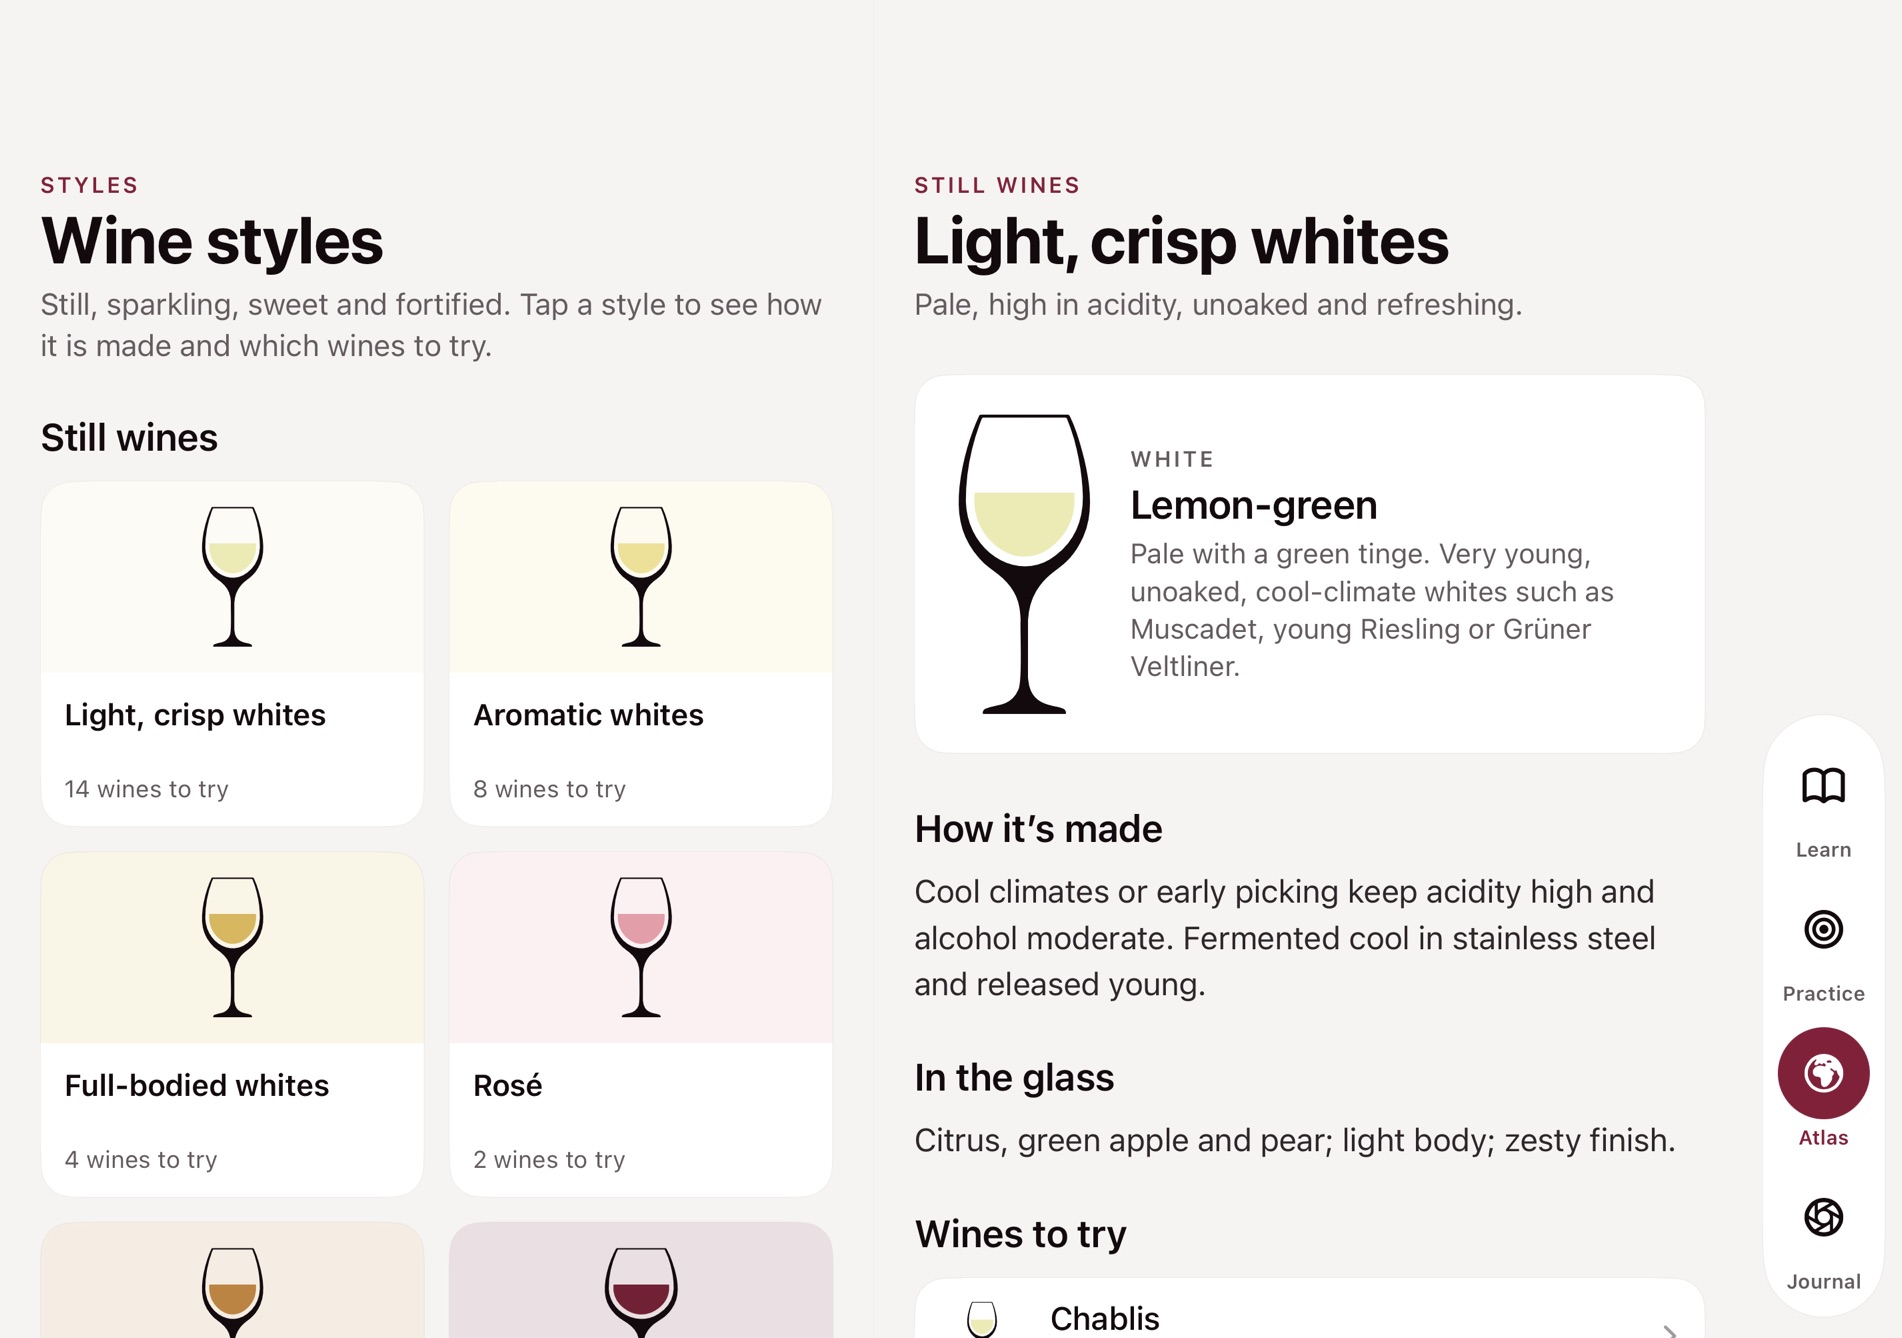 STYLES
Wine styles
Still, sparkling, sweet and fortified. Tap a style to see how
it is made and which wines to try.
Still wines
Light, crisp whites
14 wines to try
Aromatic whites
8 wines to try
Full-bodied whites
4 wines to try
Rosé
2 wines to try
STILL WINES
Light, crisp whites
Pale, high in acidity, unoaked and refreshing.
WHITE
Lemon-green
Pale with a green tinge. Very young,
unoaked, cool-climate whites such as
Muscadet, young Riesling or Grüner
Veltliner.
How it’s made
Cool climates or early picking keep acidity high and
alcohol moderate. Fermented cool in stainless steel
and released young.
In the glass
Citrus, green apple and pear; light body; zesty finish.
Wines to try
Chablis
Learn
Practice
Atlas
Journal